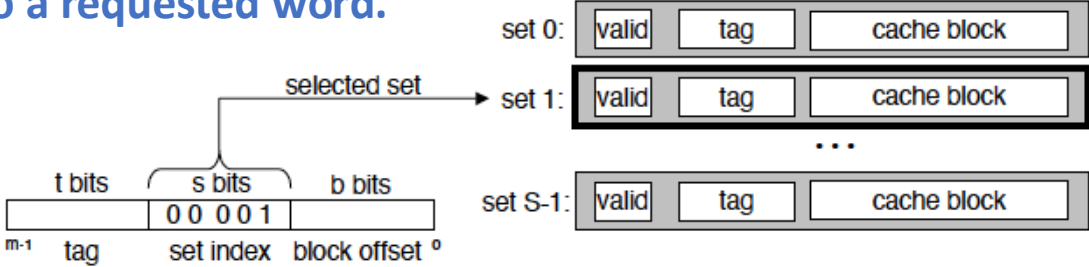 o a requested word.
set 0: valid tag cache block
selected set
set 1: valid tag cache block
• • •
t bits s bits b bits
0 0 0 0 1
set S-1: valid tag cache block
m-1 tag set index block offset 0